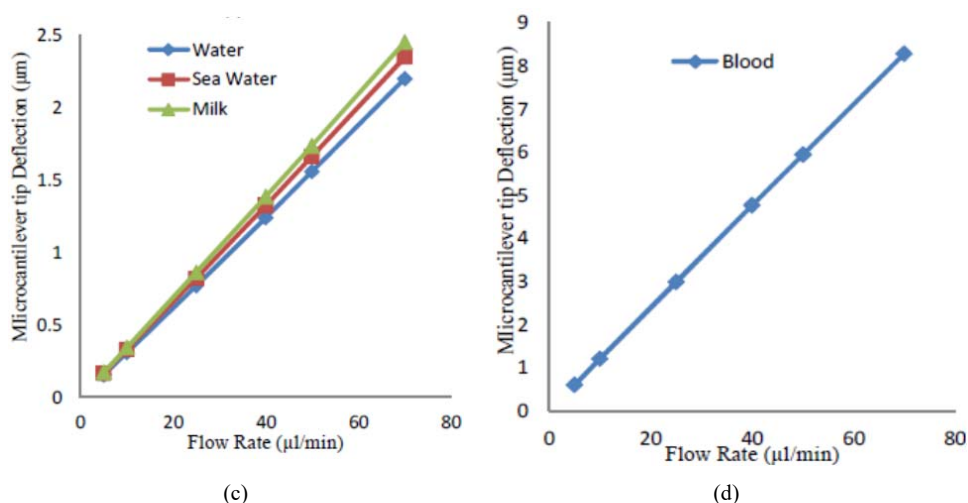 2.5
2
1.5
1
0.5
0
0
20
40
60
80
Water
Sea Water
Milk
MIicrocantilever tip Deflection (µm)
Flow Rate (µl/min)
(c)
9
8
7
6
5
4
3
2
1
0
0
20
40
60
80
Blood
MIicrocantilever tip Deflection (µm)
Flow Rate (µl/min)
(d)